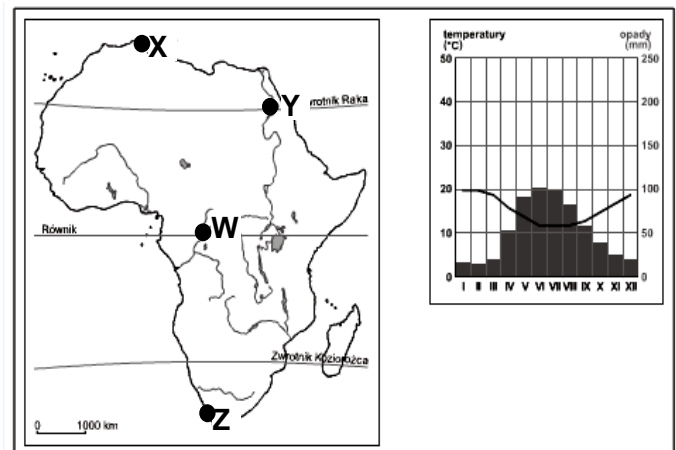 X
Y
wrotnik Raka
W
Równik
Zwrotnik Koziorożca
Z
0 1000 km
temperatury
(°C)
opady
(mm)
50 250
40 200
30 150
20 100
10 50
0 0
I II III IV V VI VII VIII IX X XI XII